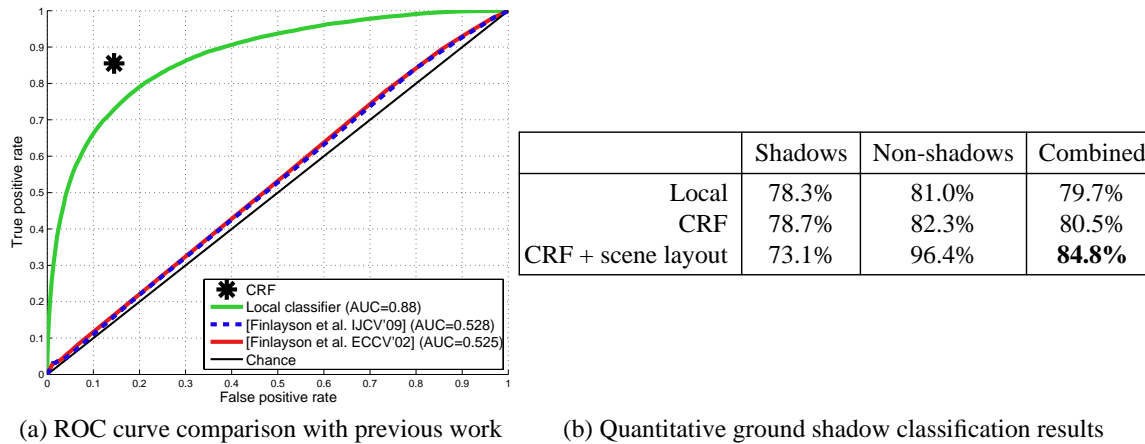 1
0.9
0.8
0.7
0.6
0.5
0.4
0.3
0.2
0.1
0
True positive rate
CRF
Local classifier (AUC=0.88)
[Finlayson et al. IJCV'09] (AUC=0.528)
[Finlayson et al. ECCV'02] (AUC=0.525)
Chance
0 0.1 0.2 0.3 0.4 0.5 0.6 0.7 0.8 0.9 1
False positive rate
(a) ROC curve comparison with previous work
Shadows Non-shadows Combined
Local 78.3% 81.0% 79.7%
CRF 78.7% 82.3% 80.5%
CRF + scene layout 73.1% 96.4% 84.8%
(b) Quantitative ground shadow classification results